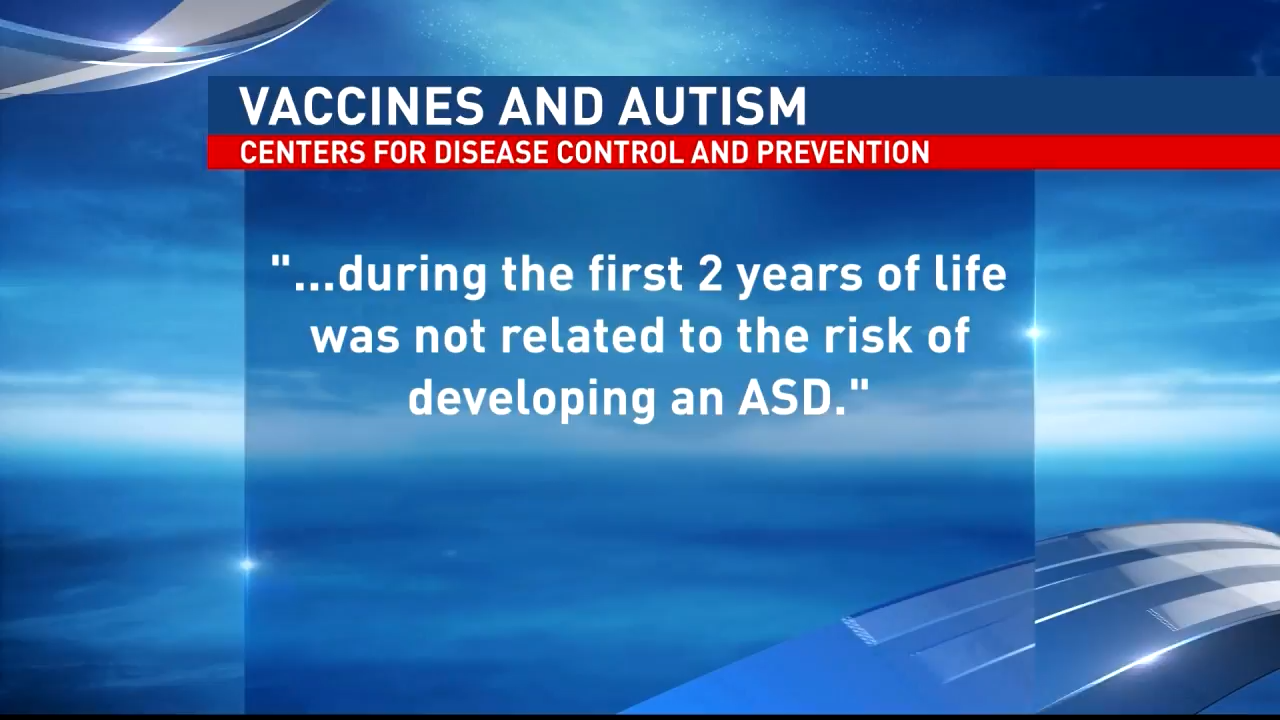 VACCINES AND AUTISM
CENTERS FOR DISEASE CONTROL AND PREVENTION
"...during the first 2 years of life
was not related to the risk of
developing an ASD."